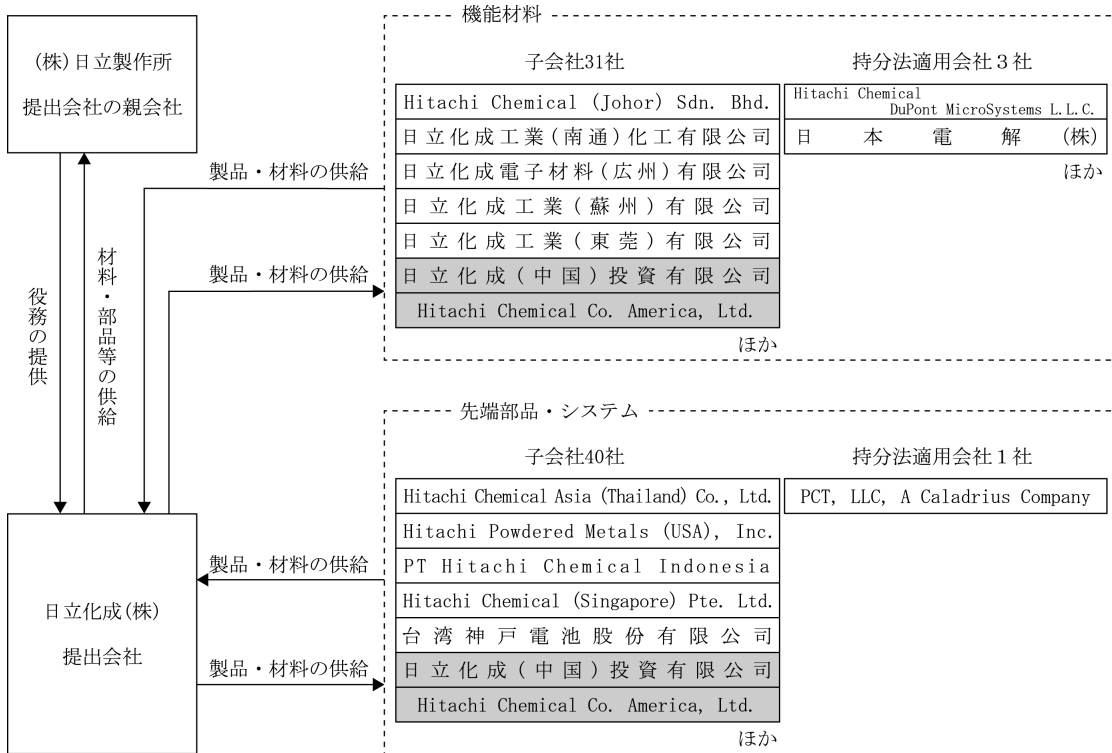 (株)日立製作所
提出会社の親会社
役務の提供
材料・部品等の供給
製品・材料の供給
製品・材料の供給
機能材料
子会社31社
Hitachi Chemical (Johor) Sdn. Bhd.
日立化成工業(南通)化工有限公司
日立化成電子材料(広州)有限公司
日立化成工業(蘇州)有限公司
日立化成工業(東莞)有限公司
日立化成(中国)投資有限公司
Hitachi Chemical Co. America, Ltd.
ほか
持分法適用会社3社
Hitachi Chemical
DuPont MicroSystems L.L.C.
日本電解(株)
ほか
日立化成(株)
提出会社
製品・材料の供給
製品・材料の供給
先端部品・システム
子会社40社
Hitachi Chemical Asia (Thailand) Co., Ltd.
Hitachi Powdered Metals (USA), Inc.
PT Hitachi Chemical Indonesia
Hitachi Chemical (Singapore) Pte. Ltd.
台湾神戸電池股份有限公司
日立化成(中国)投資有限公司
Hitachi Chemical Co. America, Ltd.
ほか
持分法適用会社1社
PCT, LLC, A Caladrius Company